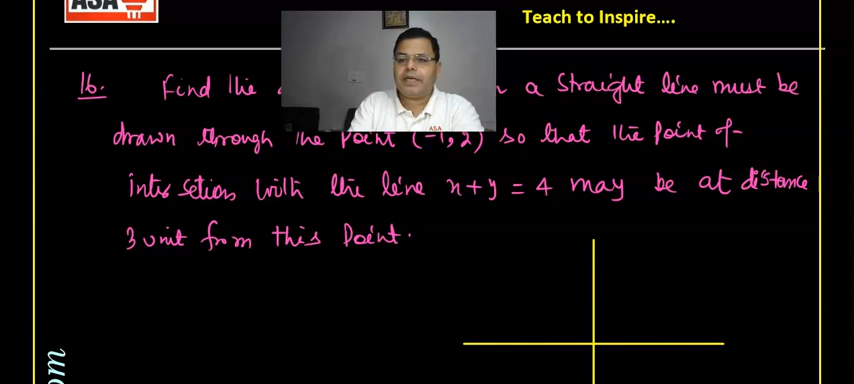 ASA
Teach to Inspire....
16. Find the a straight line must be
drawn through the point (-1, 2) so that the point of
intersection with the line x+y = 4 may be at distance
3 unit from this point.
ASA
om